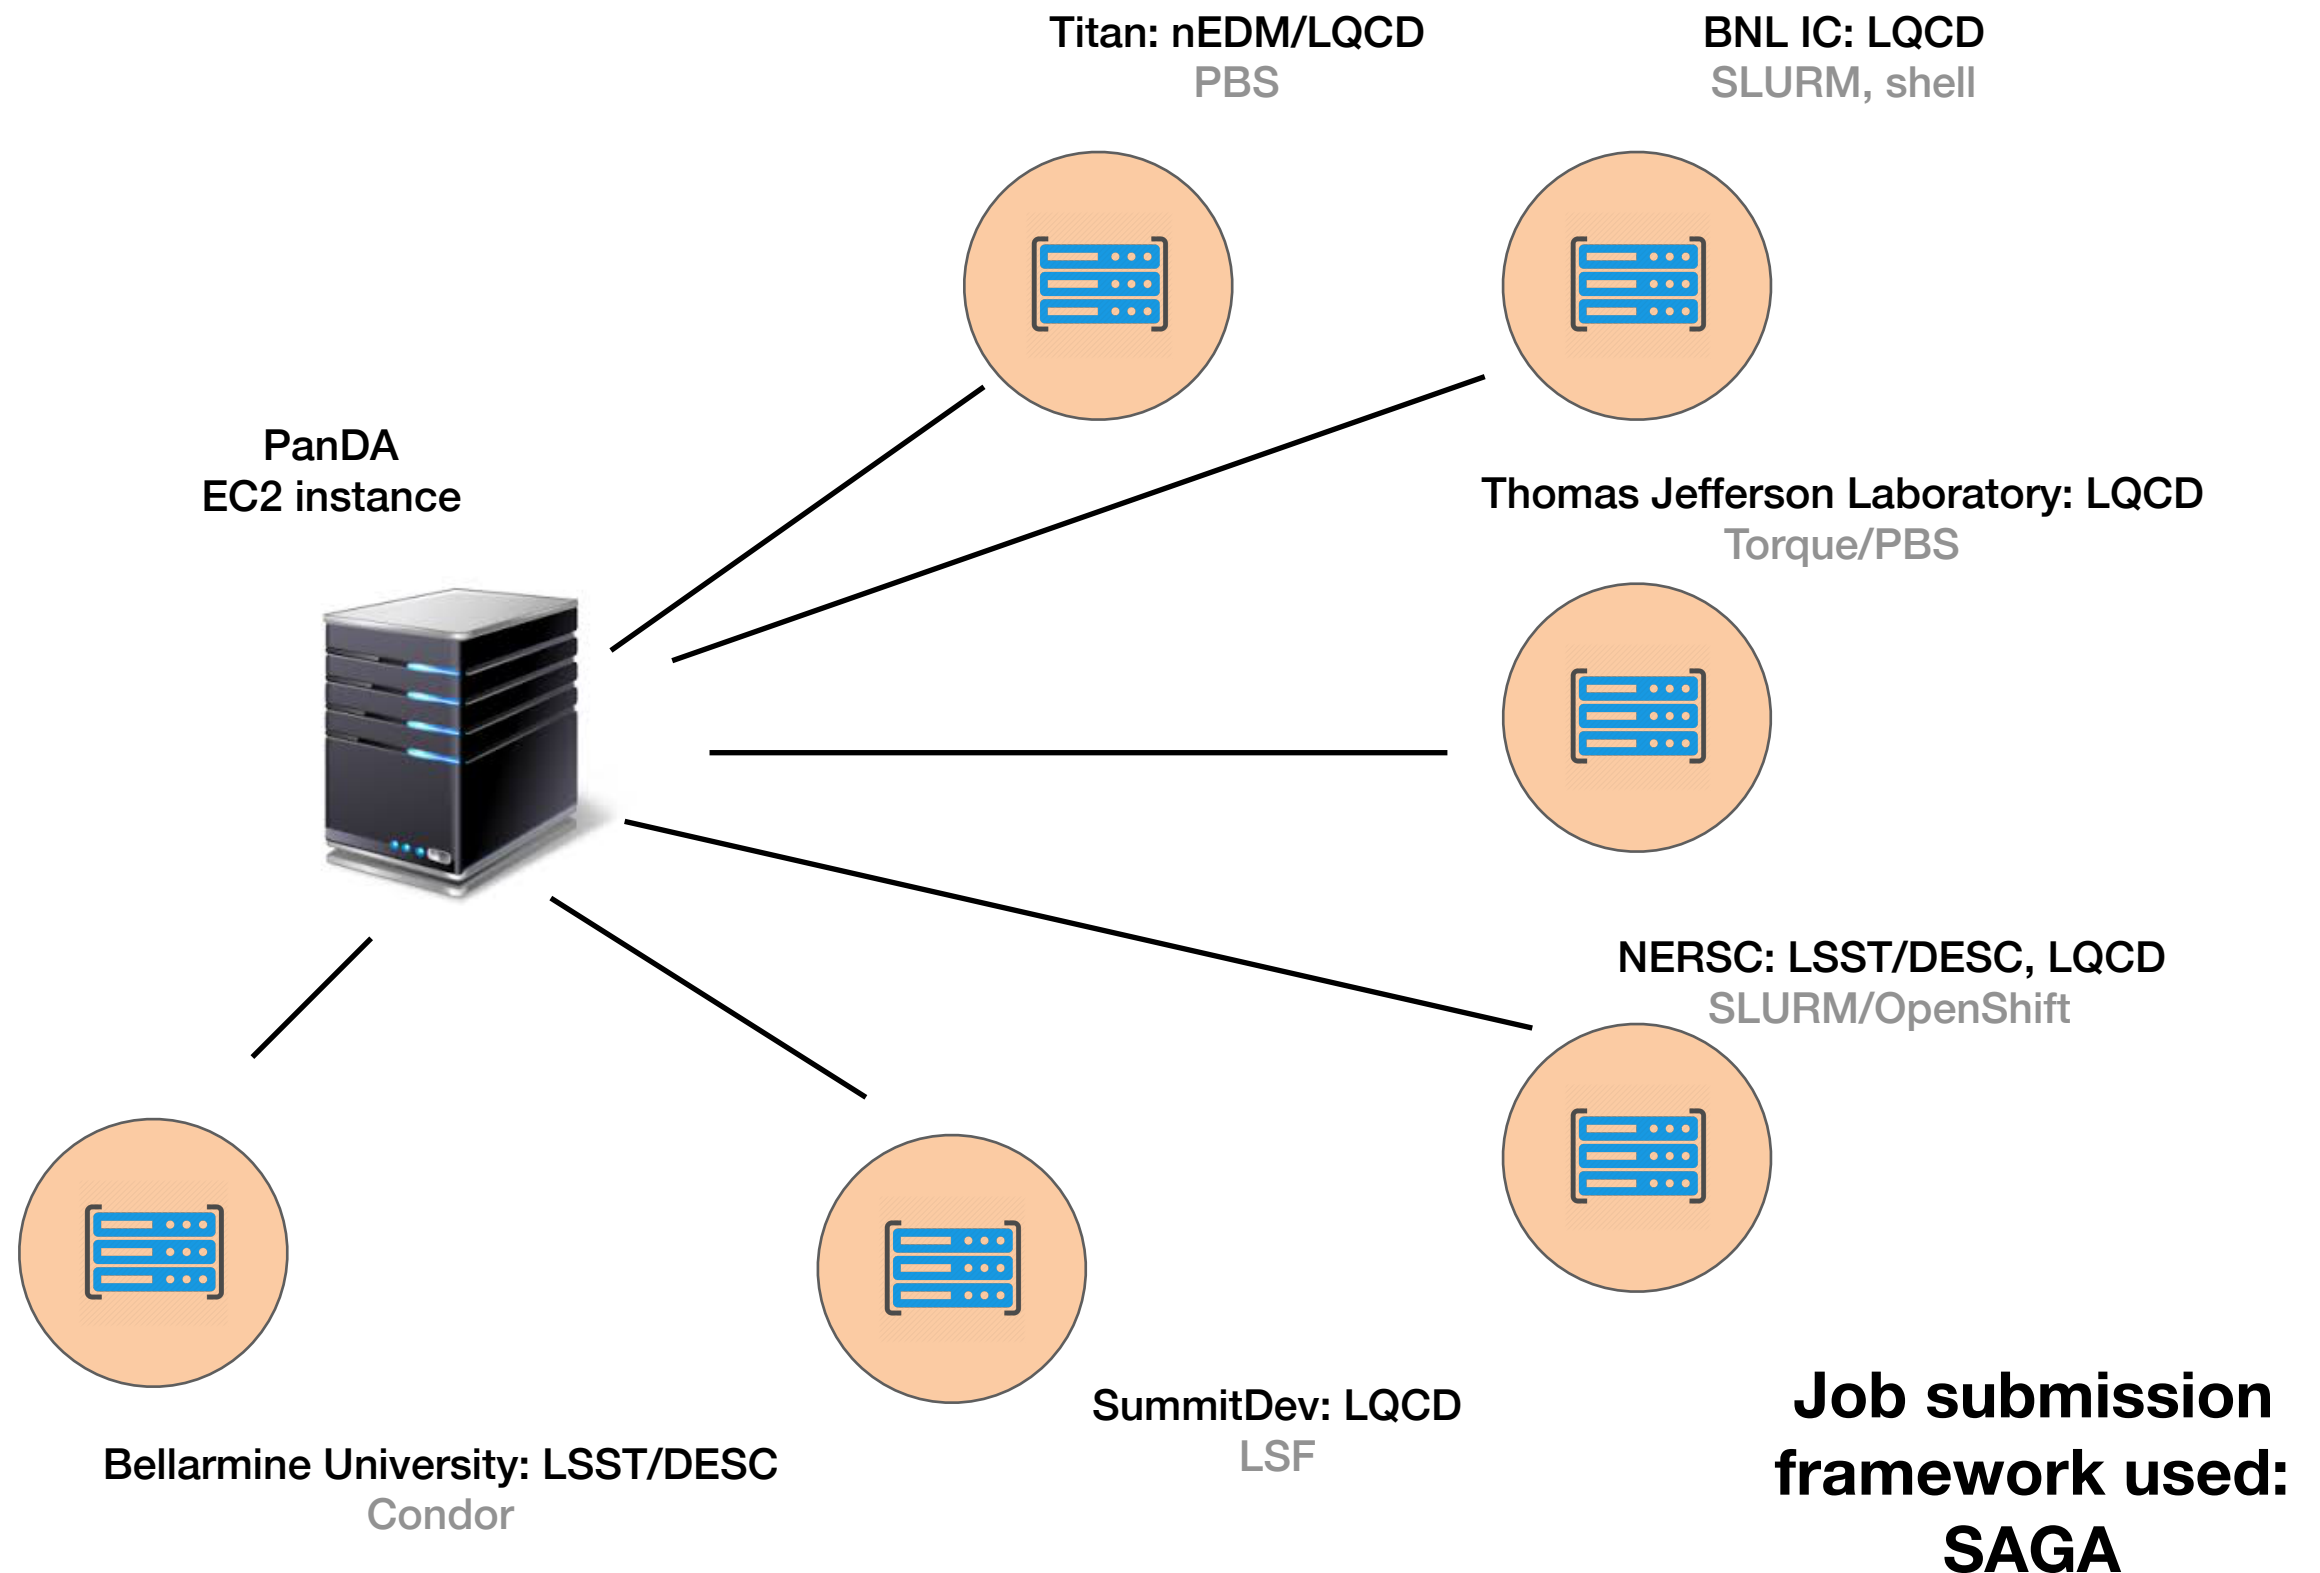 Titan: nEDM/LQCD
PBS
BNL IC: LQCD
SLURM, shell
PanDA
EC2 instance
Thomas Jefferson Laboratory: LQCD
Torque/PBS
NERSC: LSST/DESC, LQCD
SLURM/OpenShift
SummitDev: LQCD
LSF
Bellarmine University: LSST/DESC
Condor
Job submission
framework used:
SAGA